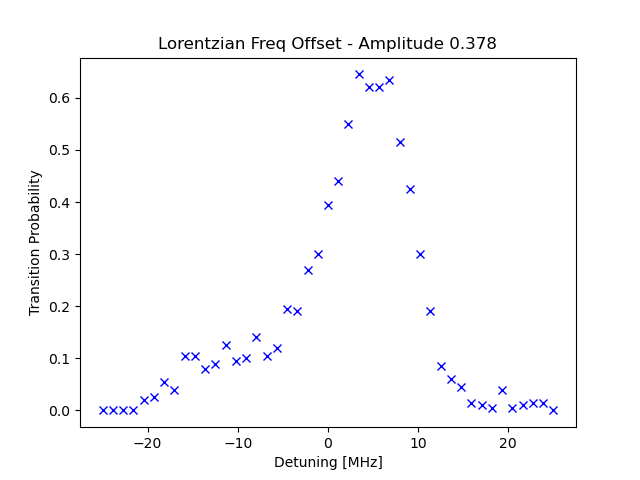 Lorentzian Freq Offset - Amplitude 0.378
Transition Probability
0.6
0.5
0.4
0.3
0.2
0.1
0.0
−20 −10 0 10 20
Detuning [MHz]